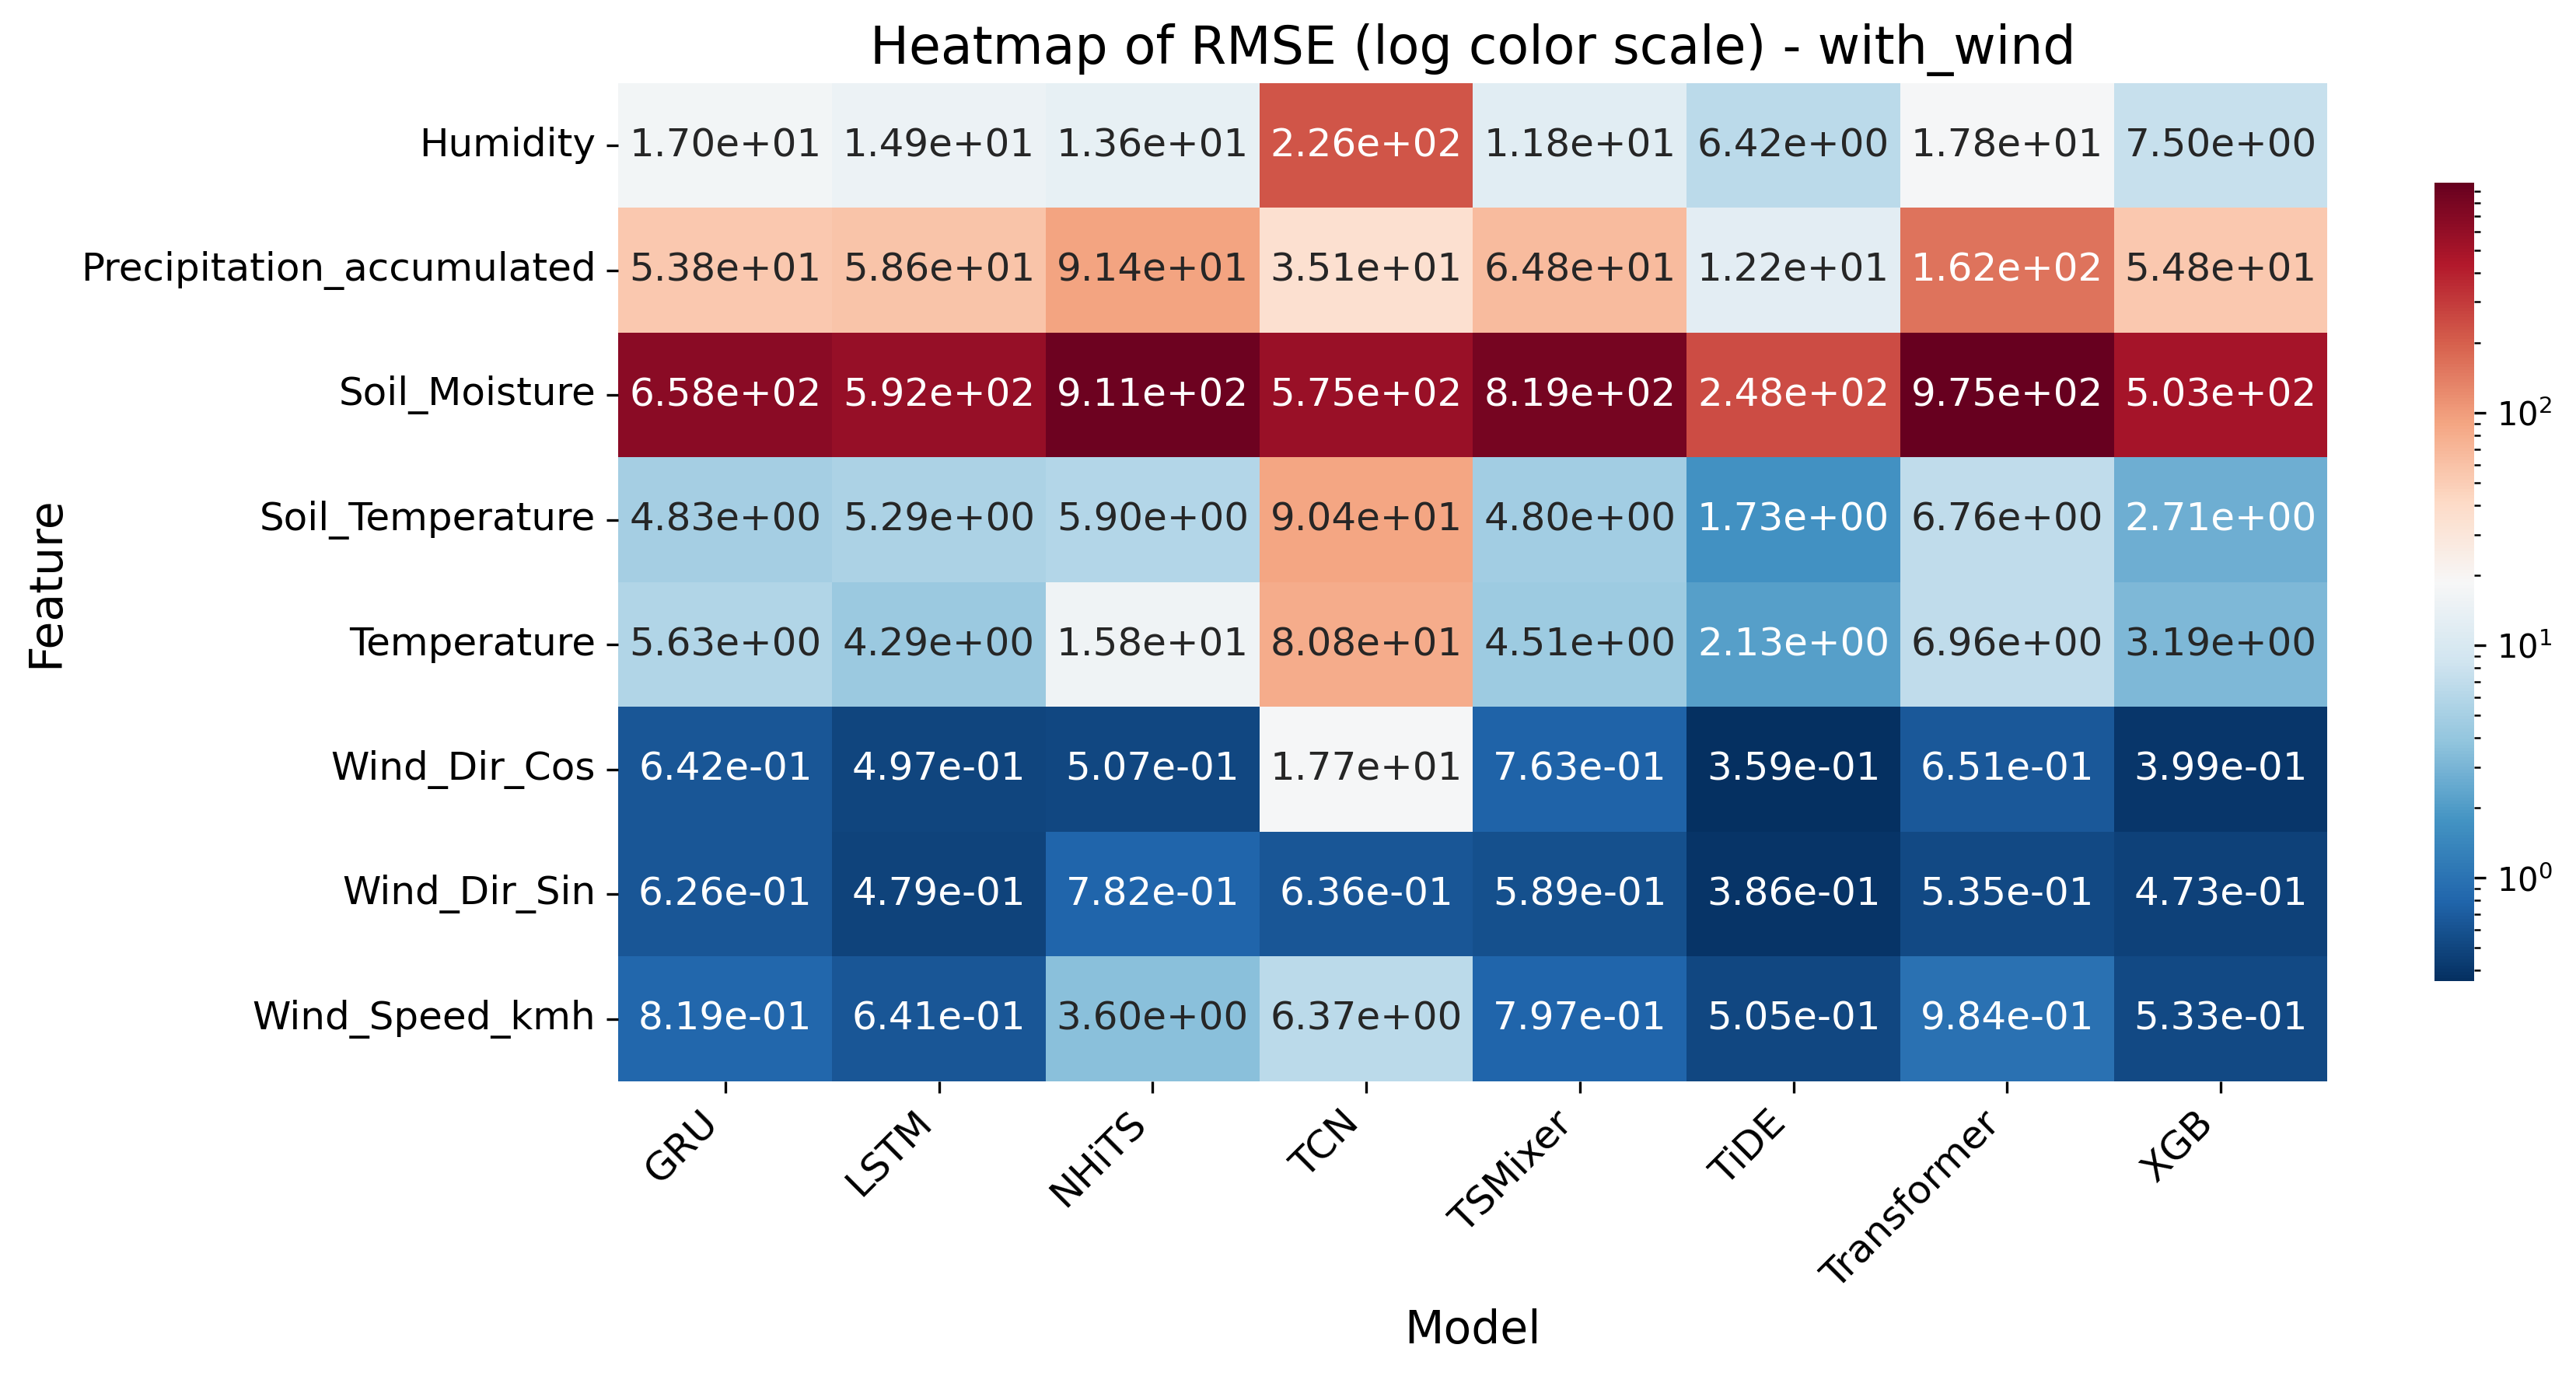 Heatmap of RMSE (log color scale) - with_wind
Humidity 1.70e+01 1.49e+01 1.36e+01 2.26e+02 1.18e+01 6.42e+00 1.78e+01 7.50e+00
Precipitation_accumulated 5.38e+01 5.86e+01 9.14e+01 3.51e+01 6.48e+01 1.22e+01 1.62e+02 5.48e+01
Soil_Moisture 6.58e+02 5.92e+02 9.11e+02 5.75e+02 8.19e+02 2.48e+02 9.75e+02 5.03e+02
Soil_Temperature 4.83e+00 5.29e+00 5.90e+00 9.04e+01 4.80e+00 1.73e+00 6.76e+00 2.71e+00
Temperature 5.63e+00 4.29e+00 1.58e+01 8.08e+01 4.51e+00 2.13e+00 6.96e+00 3.19e+00
Wind_Dir_Cos 6.42e-01 4.97e-01 5.07e-01 1.77e+01 7.63e-01 3.59e-01 6.51e-01 3.99e-01
Wind_Dir_Sin 6.26e-01 4.79e-01 7.82e-01 6.36e-01 5.89e-01 3.86e-01 5.35e-01 4.73e-01
Wind_Speed_kmh 8.19e-01 6.41e-01 3.60e+00 6.37e+00 7.97e-01 5.05e-01 9.84e-01 5.33e-01
Feature
GRU LSTM NHiTS TCN TSMixer TiDE Transformer XGB
Model
10²
10¹
10⁰